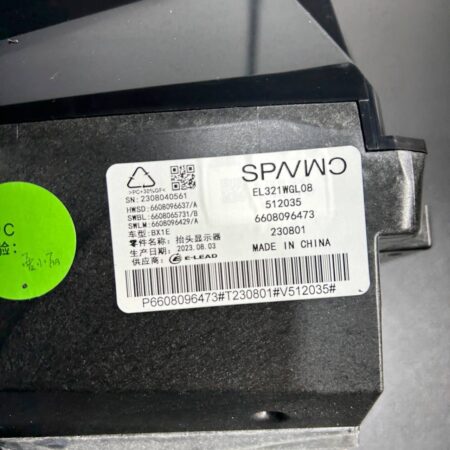 C
验:
>PC+30%GF<
SN: 2308040561
HWSD:6608096637/A
SWBL:6608065731/B
SWLM:6608096429/A
车型: BX1E
零件名称: 抬头显示器
生产日期: 2023.08.03
供应商: E-LEAD
EL321WGL08
512035
6608096473
230801
MADE IN CHINA
P6608096473#T230801#V512035#